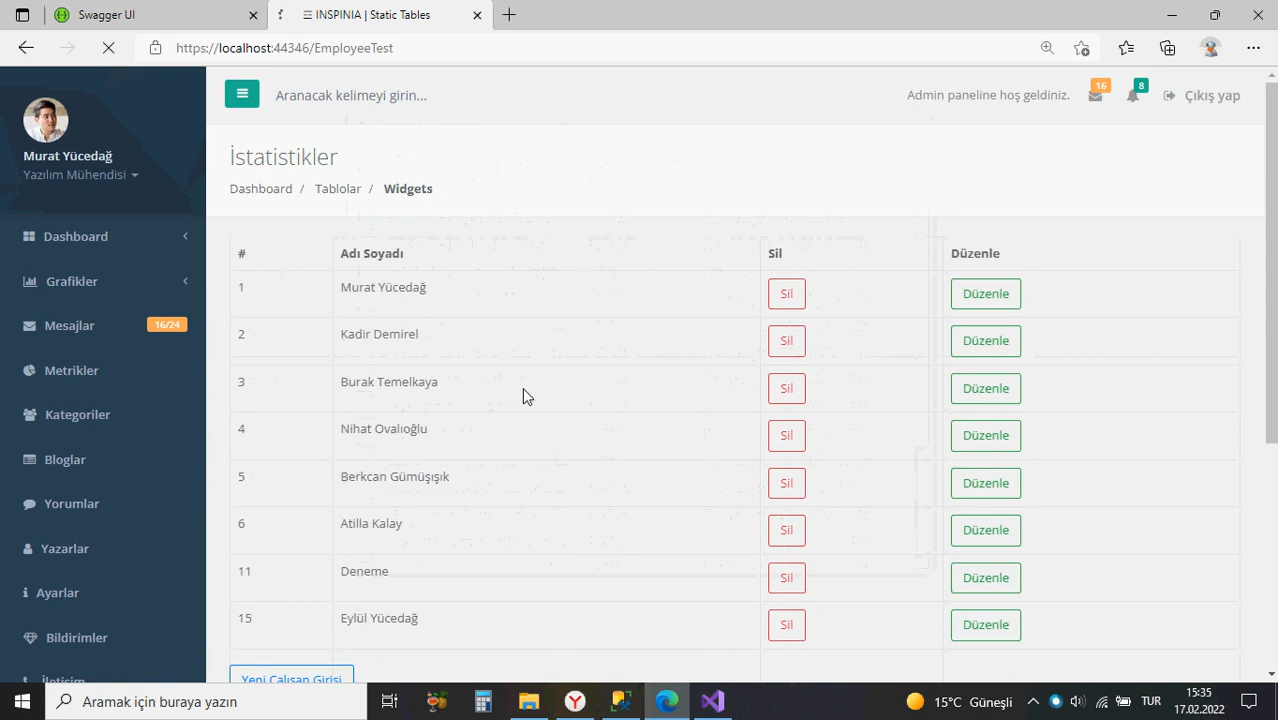 Swagger UI
INSPINIA | Static Tables
https://localhost:44346/EmployeeTest
Murat Yücedağ
Yazılım Mühendisi
Dashboard
Grafikler
Mesajlar 16/24
Metrikler
Kategoriler
Bloglar
Yorumlar
Yazarlar
Ayarlar
Bildirimler
İletişim
Aranacak kelimeyi girin...
Admin paneline hoş geldiniz. 16 8 Çıkış yap
İstatistikler
Dashboard / Tablolar / Widgets
# Adı Soyadı Sil Düzenle
1 Murat Yücedağ Sil Düzenle
2 Kadir Demirel Sil Düzenle
3 Burak Temelkaya Sil Düzenle
4 Nihat Ovalıoğlu Sil Düzenle
5 Berkcan Gümüşışık Sil Düzenle
6 Atilla Kalay Sil Düzenle
11 Deneme Sil Düzenle
15 Eylül Yücedağ Sil Düzenle
Yeni Çalışan Girişi
Aramak için buraya yazın
15°C Güneşli
TUR
15:35
17.02.2022